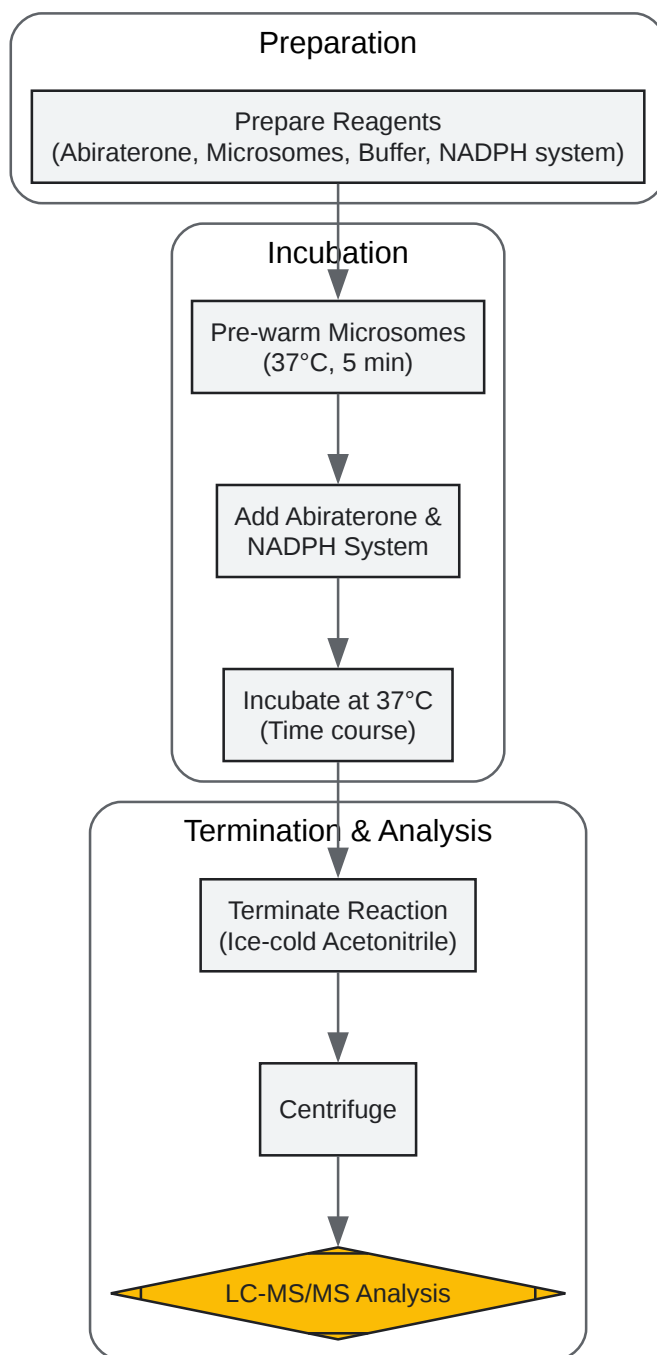 Preparation
Prepare Reagents
(Abiraterone, Microsomes, Buffer, NADPH system)
Incubation
Pre-warm Microsomes
(37°C, 5 min)
Add Abiraterone &
NADPH System
Incubate at 37°C
(Time course)
Termination & Analysis
Terminate Reaction
(Ice-cold Acetonitrile)
Centrifuge
LC-MS/MS Analysis